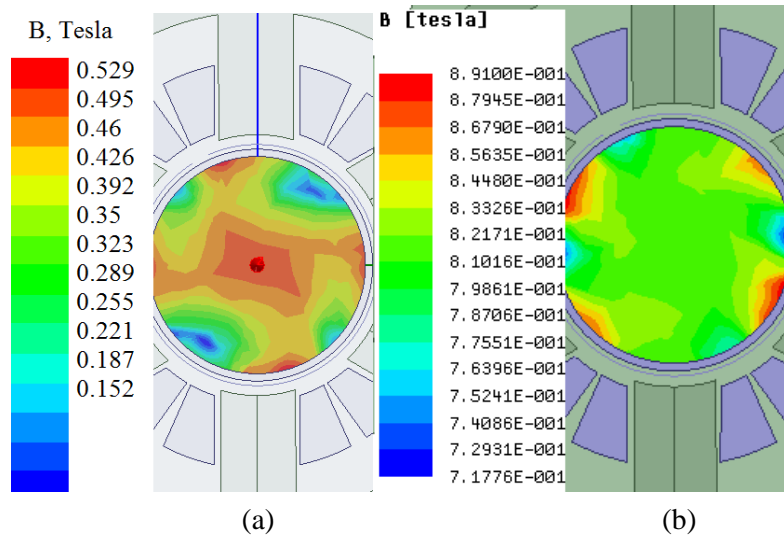 B, Tesla
0.529
0.495
0.46
0.426
0.392
0.35
0.323
0.289
0.255
0.221
0.187
0.152
B [tesla]
8.9100E-001
8.7945E-001
8.6790E-001
8.5635E-001
8.4480E-001
8.3326E-001
8.2171E-001
8.1016E-001
7.9861E-001
7.8706E-001
7.7551E-001
7.6396E-001
7.5241E-001
7.4086E-001
7.2931E-001
7.1776E-001
(a)
(b)